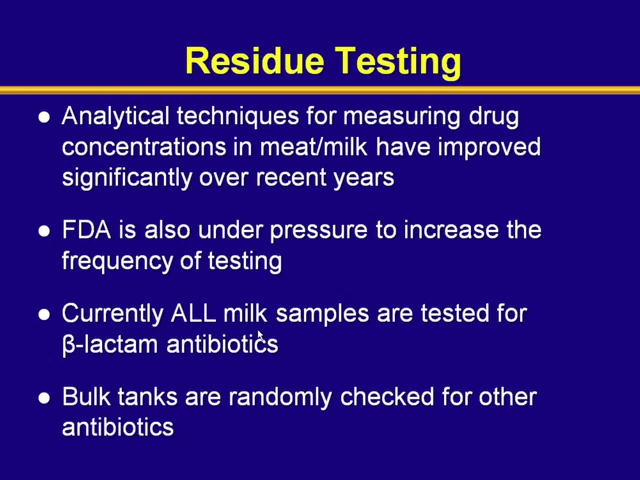 Residue Testing
● Analytical techniques for measuring drug
concentrations in meat/milk have improved
significantly over recent years
● FDA is also under pressure to increase the
frequency of testing
● Currently ALL milk samples are tested for
β-lactam antibiotics
● Bulk tanks are randomly checked for other
antibiotics